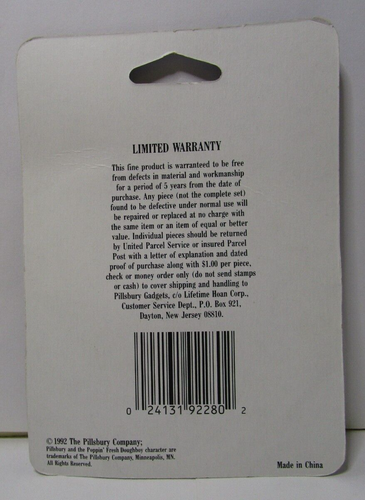 LIMITED WARRANTY
This fine product is warranteed to be free
from defects in material and workmanship
for a period of 5 years from the date of
purchase. Any piece (not the complete set)
found to be defective under normal use will
be repaired or replaced at no charge with
the same item or an item of equal or better
value. Individual pieces should be returned
by United Parcel Service or insured Parcel
Post with a letter of explanation and dated
proof of purchase along with $1.00 per piece,
check or money order only (do not send stamps
or cash) to cover shipping and handling to
Pillsbury Gadgets, c/o Lifetime Hoan Corp.,
Customer Service Dept., P.O. Box 921,
Dayton, New Jersey 08810.
0 24131 92280 2
© 1992 The Pillsbury Company;
Pillsbury and the Poppin' Fresh Doughboy character are
trademarks of The Pillsbury Company, Minneapolis, MN.
All Rights Reserved.
Made in China